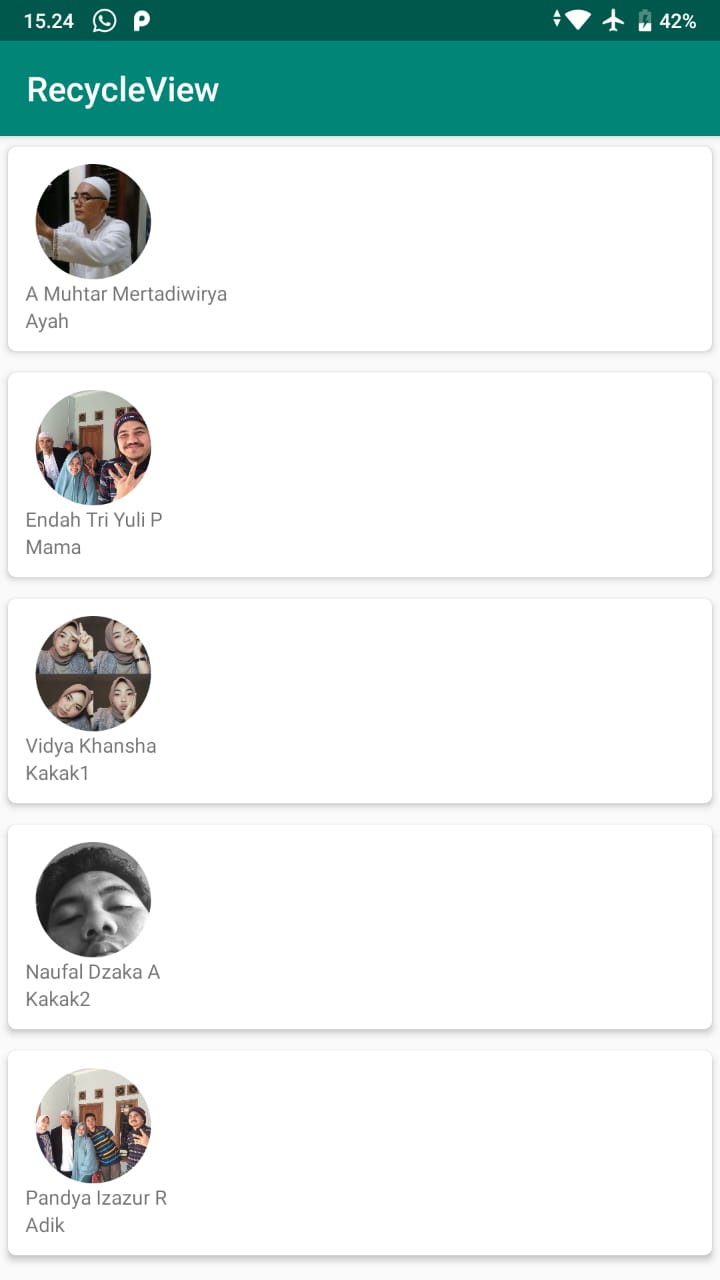 15.24
42%
RecycleView
A Muhtar Mertadiwirya
Ayah
Endah Tri Yuli P
Mama
Vidya Khansha
Kakak1
Naufal Dzaka A
Kakak2
Pandya Izazur R
Adik